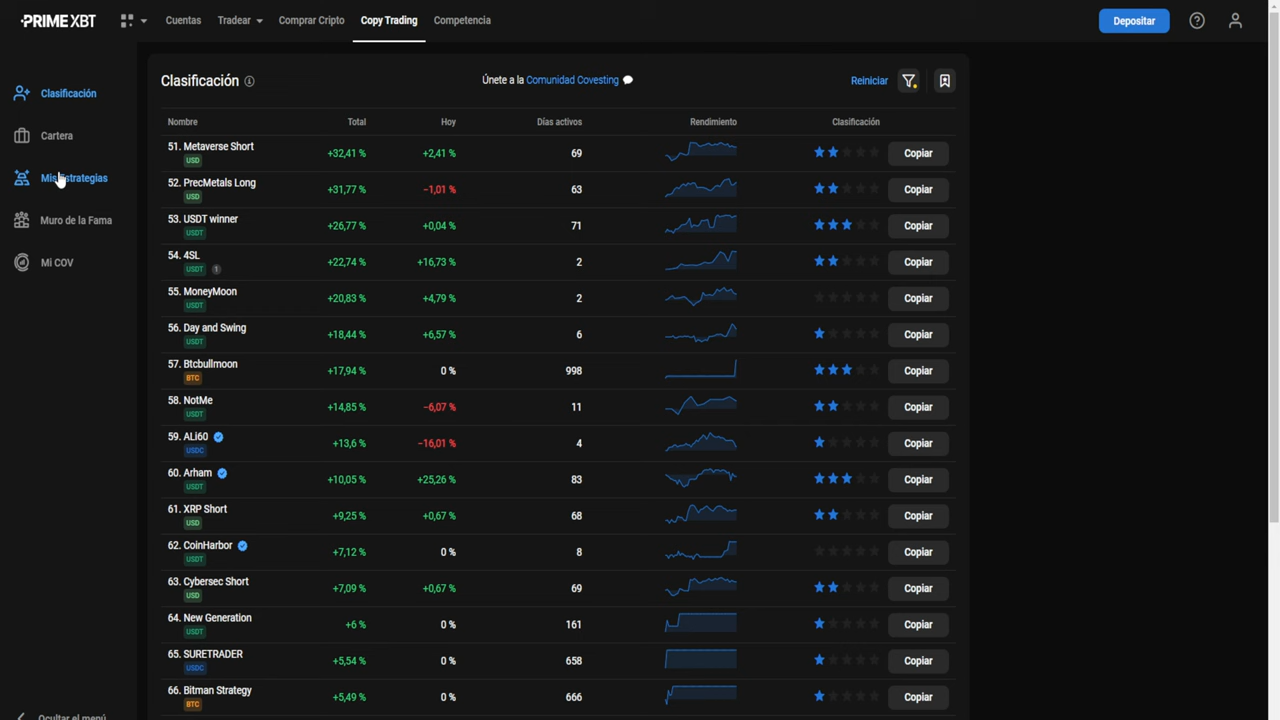 PRIME XBT Cuentas Tradear Comprar Cripto Copy Trading Competencia Depositar
Clasificación
Cartera
Mis Estrategias
Muro de la Fama
Mi COV
Clasificación Únete a la Comunidad Covesting Reiniciar
Nombre Total Hoy Días activos Rendimiento Clasificación
51. Metaverse Short +32,41 % +2,41 % 69 Copiar
USD
52. PrecMetals Long +31,77 % −1,01 % 63 Copiar
USD
53. USDT winner +26,77 % +0,04 % 71 Copiar
USDT
54. 4SL +22,74 % +16,73 % 2 Copiar
USDT 1
55. MoneyMoon +20,83 % +4,79 % 2 Copiar
USDT
56. Day and Swing +18,44 % +6,57 % 6 Copiar
USDT
57. Btcbullmoon +17,94 % 0 % 998 Copiar
BTC
58. NotMe +14,85 % −6,07 % 11 Copiar
USDT
59. ALi60 +13,6 % −16,01 % 4 Copiar
USDC
60. Arham +10,05 % +25,26 % 83 Copiar
USDT
61. XRP Short +9,25 % +0,67 % 68 Copiar
USD
62. CoinHarbor +7,12 % 0 % 8 Copiar
USDT
63. Cybersec Short +7,09 % +0,67 % 69 Copiar
USD
64. New Generation +6 % 0 % 161 Copiar
USDT
65. SURETRADER +5,54 % 0 % 658 Copiar
USDC
66. Bitman Strategy +5,49 % 0 % 666 Copiar
BTC
Ocultar el menú